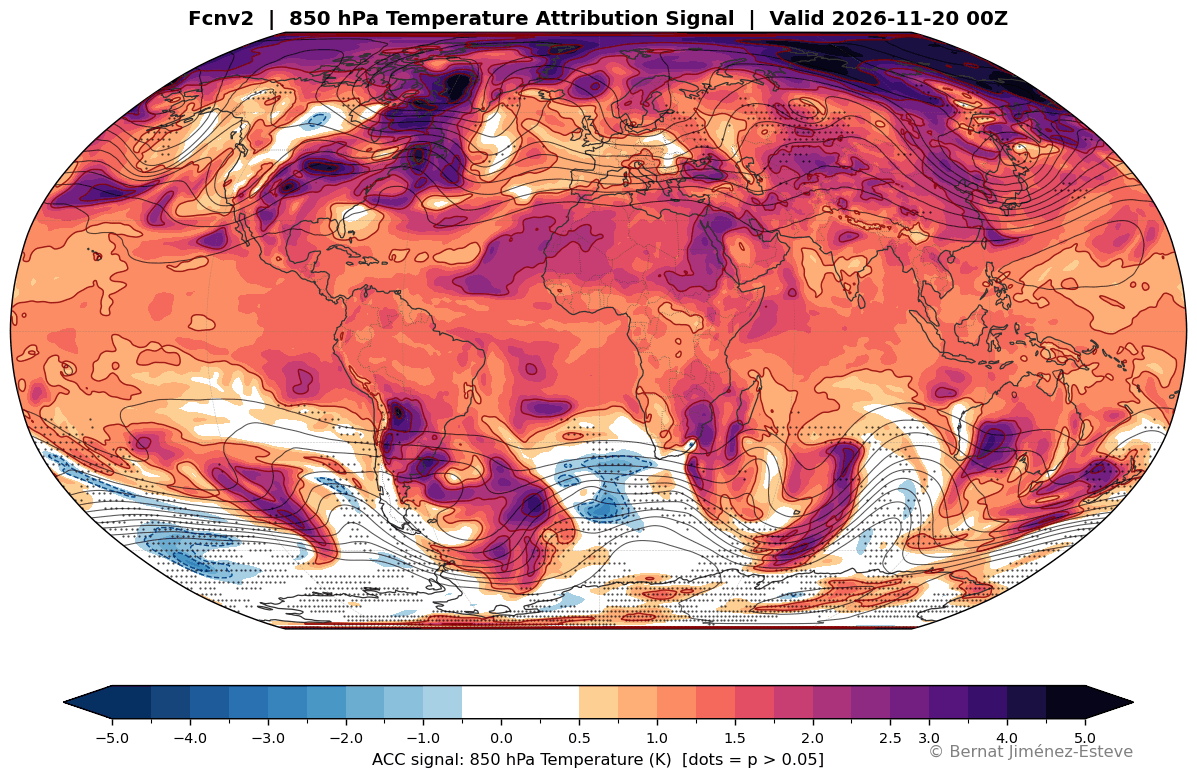 Fcnv2 | 850 hPa Temperature Attribution Signal | Valid 2026-11-20 00Z
−5.0 −4.0 −3.0 −2.0 −1.0 0.0 0.5 1.0 1.5 2.0 2.5 3.0 4.0 5.0
ACC signal: 850 hPa Temperature (K) [dots = p > 0.05]
© Bernat Jiménez-Esteve